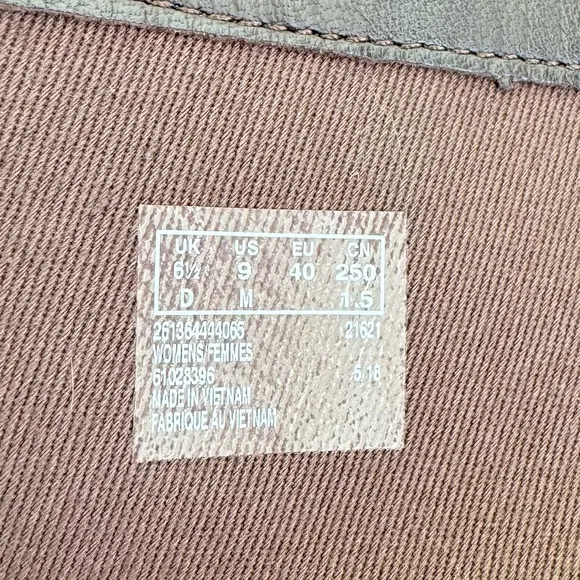 UK US EU CN
6½ 9 40 250
D M 1.5
261364444065 21621
WOMENS/FEMMES
61028396 5/18
MADE IN VIETNAM
FABRIQUE AU VIETNAM